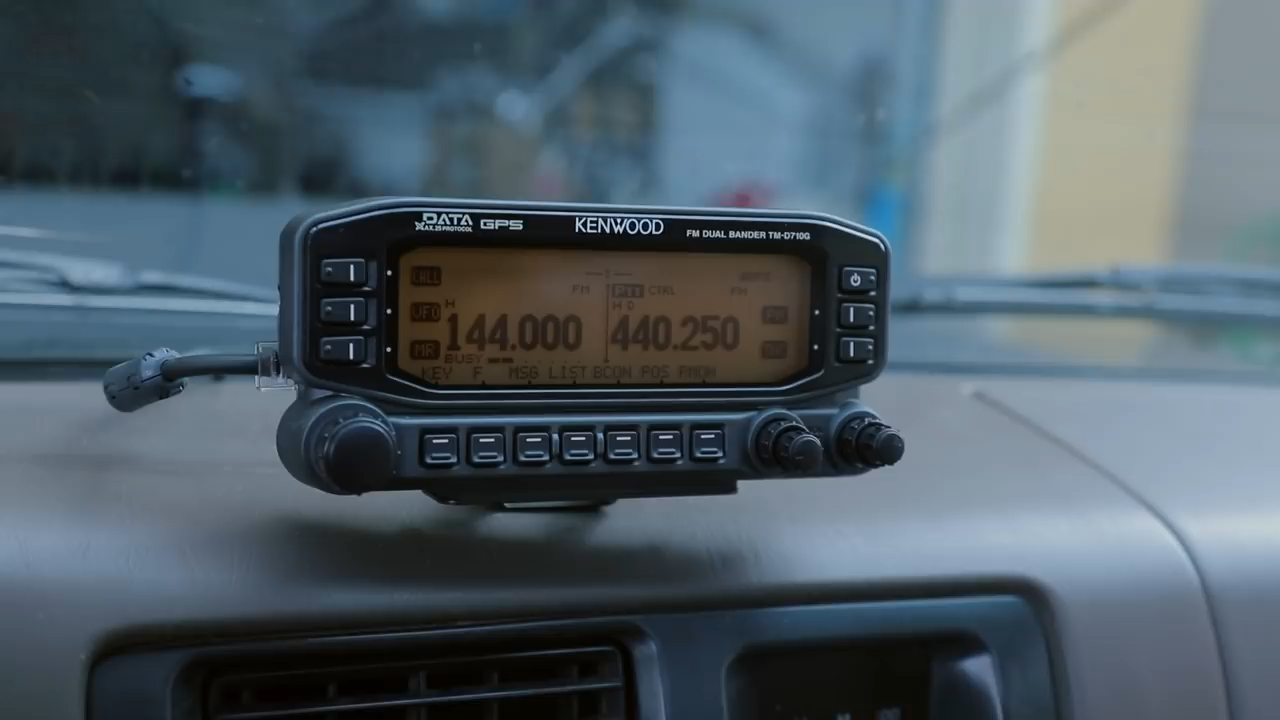 DATA GPS KENWOOD
AX.25 PROTOCOL FM DUAL BANDER TM-D710G
CALL
FM PTT CTRL FM
VFO H H D
144.000 440.250
MR BUSY
KEY F MSG LIST BCON POS PMON